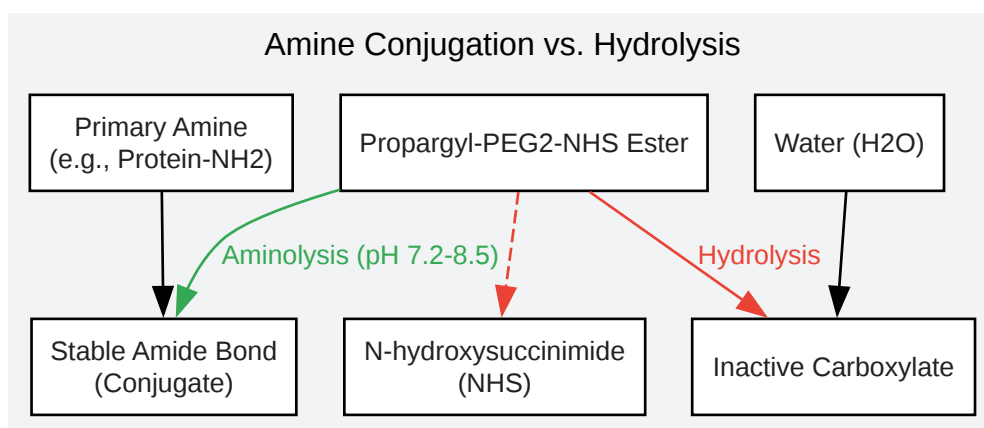 Amine Conjugation vs. Hydrolysis
Primary Amine
(e.g., Protein-NH2)
Propargyl-PEG2-NHS Ester
Water (H2O)
Aminolysis (pH 7.2-8.5)
Hydrolysis
Stable Amide Bond
(Conjugate)
N-hydroxysuccinimide
(NHS)
Inactive Carboxylate